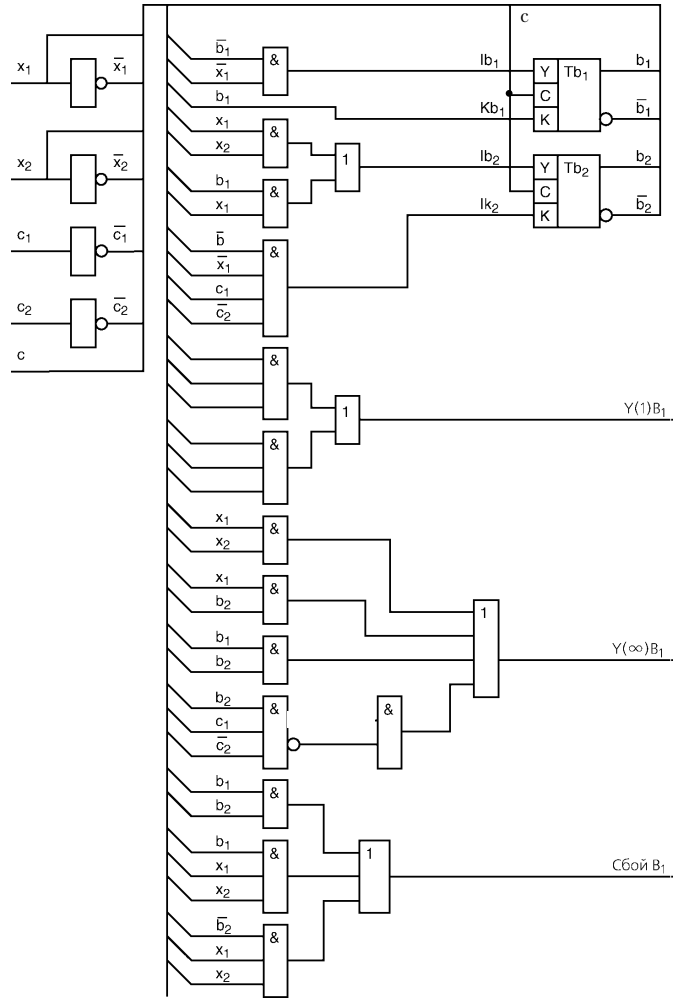 c
x₁ x̄₁
x₂ x̄₂
c₁ c̄₁
c₂ c̄₂
c
b̄₁
x̄₁
&
b₁
x₁
x₂
&
b₁
x₁
&
1
b̄
x̄₁
c₁
c̄₂
&
Ib₁
Kb₁
Y Tb₁
C
K
b₁
b̄₁
Ib₂
Ik₂
Y Tb₂
C
K
b₂
b̄₂
&
&
1
Y(1)B₁
x₁
x₂
&
x₁
b₂
&
b₁
b₂
&
b₂
c₁
c̄₂
&
&
1
Y(∞)B₁
b₁
b₂
&
b₁
x₁
x₂
&
b̄₂
x₁
x₂
&
1
Сбой B₁